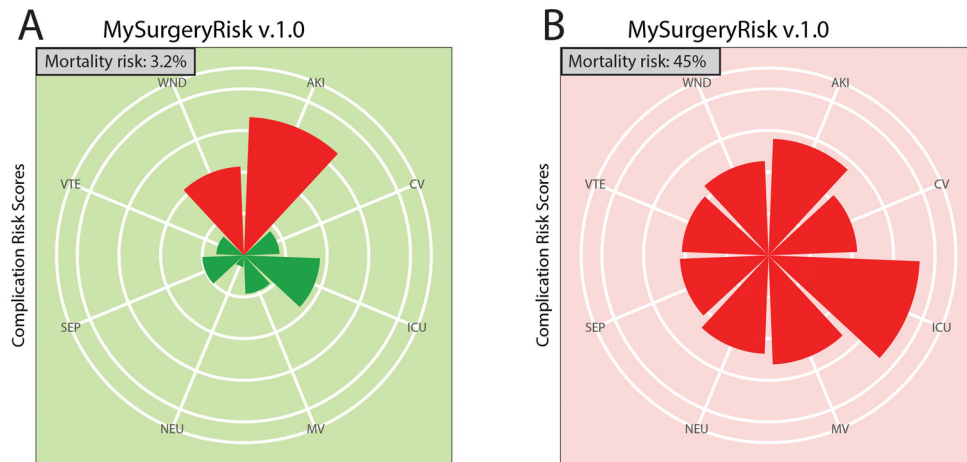 A
MySurgeryRisk v.1.0
Mortality risk: 3.2%
WND
AKI
VTE
CV
Complication Risk Scores
SEP
ICU
NEU
MV
B
MySurgeryRisk v.1.0
Mortality risk: 45%
WND
AKI
VTE
CV
Complication Risk Scores
SEP
ICU
NEU
MV